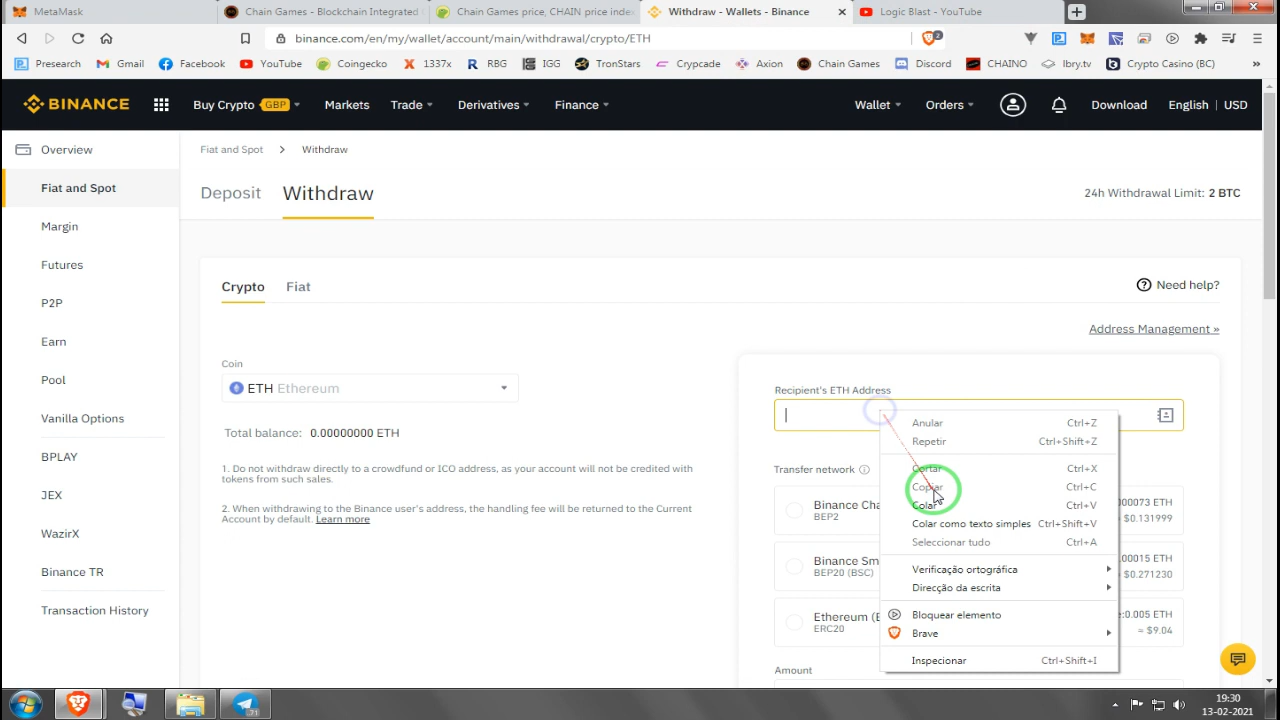 MetaMask
Chain Games - Blockchain Integrated
Chain Games price, CHAIN price index
Withdrawal - Wallets - Binance
Logic Blast - YouTube
binance.com/en/my/wallet/account/main/withdrawal/crypto/ETH
2
Presearch
Gmail
Facebook
YouTube
Coingecko
1337x
RBG
IGG
TronStars
Crypcade
Axion
Chain Games
Discord
CHAINO
lbry.tv
Crypto Casino (BC)
»
BINANCE
Buy Crypto GBP
Markets
Trade
Derivatives
Finance
Wallet
Orders
Download
English | USD
Overview
Fiat and Spot
Margin
Futures
P2P
Earn
Pool
Vanilla Options
BPLAY
JEX
WazirX
Binance TR
Transaction History
Fiat and Spot > Withdraw
Deposit
Withdraw
24h Withdrawal Limit: 2 BTC
Crypto
Fiat
Need help?
Address Management »
Coin
ETH Ethereum
Total balance: 0.00000000 ETH
1. Do not withdraw directly to a crowdfund or ICO address, as your account will not be credited with
tokens from such sales.
2. When withdrawing to the Binance user's address, the handling fee will be returned to the Current
Account by default. Learn more
Recipient's ETH Address
Transfer network
Binance Cha
BEP2
000073 ETH
$0.131999
Binance Sm
BEP20 (BSC)
00015 ETH
$0.271230
Ethereum (E
ERC20
e:0.005 ETH
≈ $9.04
Amount
Anular Ctrl+Z
Repetir Ctrl+Shift+Z
Cortar Ctrl+X
Copiar Ctrl+C
Colar Ctrl+V
Colar como texto simples Ctrl+Shift+V
Seleccionar tudo Ctrl+A
Verificação ortográfica
Direcção da escrita
Bloquear elemento
Brave
Inspecionar Ctrl+Shift+I
31
19:30
13-02-2021